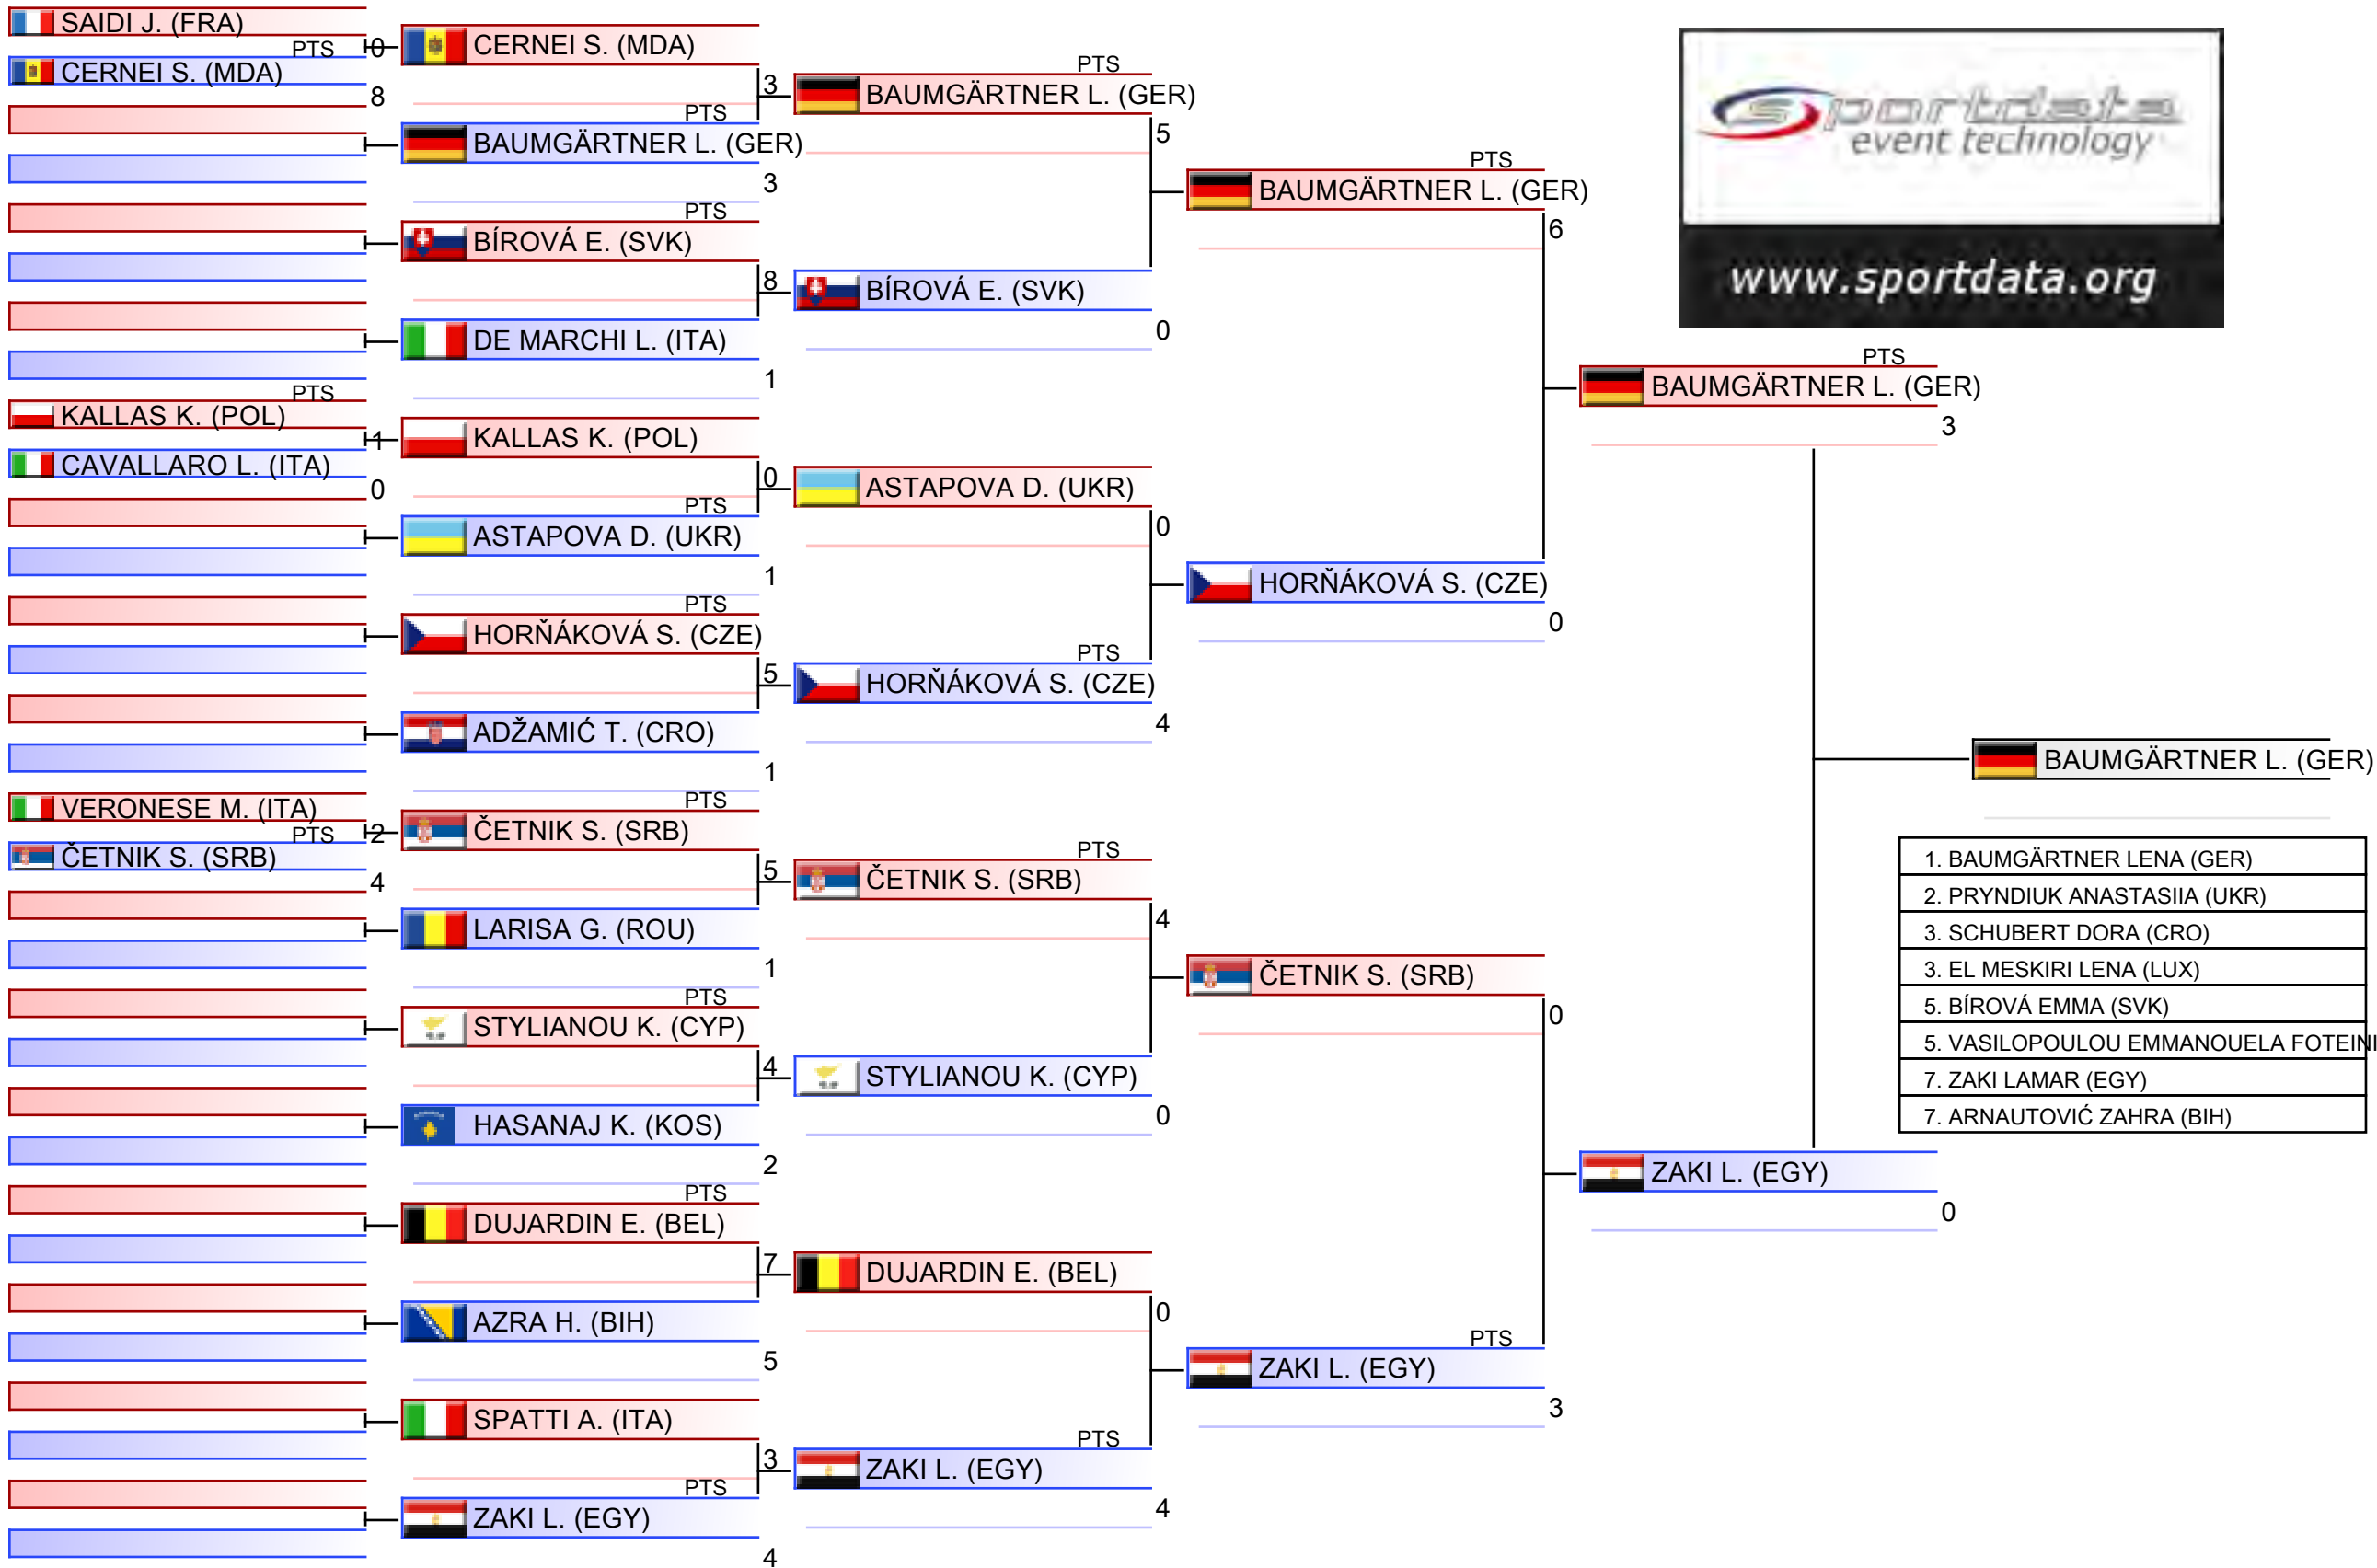 SAIDI J. (FRA)
PTS
0
CERNEI S. (MDA)
8
KALLAS K. (POL)
PTS
1
CAVALLARO L. (ITA)
0
VERONESE M. (ITA)
PTS
2
ČETNIK S. (SRB)
4
CERNEI S. (MDA)
3
PTS
BAUMGÄRTNER L. (GER)
3
PTS
BÍROVÁ E. (SVK)
8
DE MARCHI L. (ITA)
1
KALLAS K. (POL)
0
PTS
ASTAPOVA D. (UKR)
1
PTS
HORŇÁKOVÁ S. (CZE)
5
ADŽAMIĆ T. (CRO)
1
PTS
ČETNIK S. (SRB)
5
LARISA G. (ROU)
1
PTS
STYLIANOU K. (CYP)
4
HASANAJ K. (KOS)
2
PTS
DUJARDIN E. (BEL)
7
AZRA H. (BIH)
5
SPATTI A. (ITA)
3
PTS
ZAKI L. (EGY)
4
PTS
BAUMGÄRTNER L. (GER)
5
BÍROVÁ E. (SVK)
0
ASTAPOVA D. (UKR)
0
PTS
HORŇÁKOVÁ S. (CZE)
4
PTS
ČETNIK S. (SRB)
4
STYLIANOU K. (CYP)
0
DUJARDIN E. (BEL)
0
PTS
ZAKI L. (EGY)
4
PTS
BAUMGÄRTNER L. (GER)
6
HORŇÁKOVÁ S. (CZE)
0
ČETNIK S. (SRB)
0
PTS
ZAKI L. (EGY)
3
sportdata
event technology
www.sportdata.org
PTS
BAUMGÄRTNER L. (GER)
3
ZAKI L. (EGY)
0
BAUMGÄRTNER L. (GER)
1. BAUMGÄRTNER LENA (GER)
2. PRYNDIUK ANASTASIIA (UKR)
3. SCHUBERT DORA (CRO)
3. EL MESKIRI LENA (LUX)
5. BÍROVÁ EMMA (SVK)
5. VASILOPOULOU EMMANOUELA FOTEINI
7. ZAKI LAMAR (EGY)
7. ARNAUTOVIĆ ZAHRA (BIH)